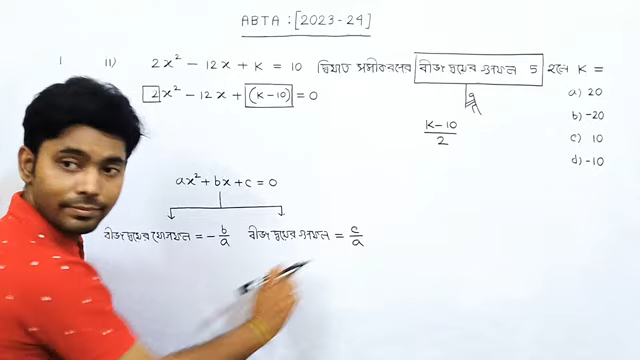 ABTA : [2023-24]
1 ii) 2x² - 12x + K = 10 দ্বিঘাত সমীকরণের বীজদ্বয়ের গুণফল 5 হলে K =
2x² - 12x + (K-10) = 0
a) 20
b) -20
c) 10
d) -10
c/a
K-10/2
ax² + bx + c = 0
বীজদ্বয়ের যোগফল = - b/a বীজদ্বয়ের গুণফল = c/a